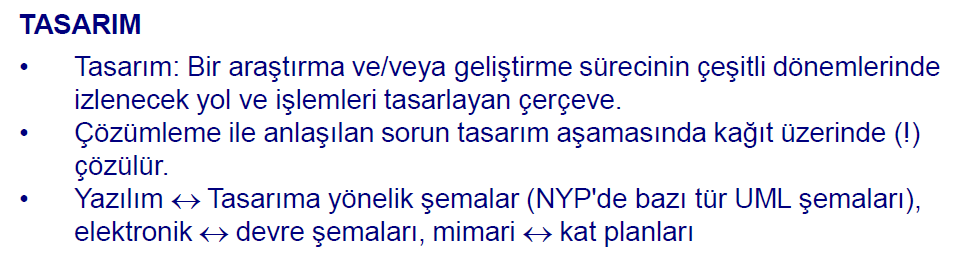 TASARIM
• Tasarım: Bir araştırma ve/veya geliştirme sürecinin çeşitli dönemlerinde
izlenecek yol ve işlemleri tasarlayan çerçeve.
• Çözümleme ile anlaşılan sorun tasarım aşamasında kağıt üzerinde (!)
çözülür.
• Yazılım ↔ Tasarıma yönelik şemalar (NYP'de bazı tür UML şemaları),
elektronik ↔ devre şemaları, mimari ↔ kat planları